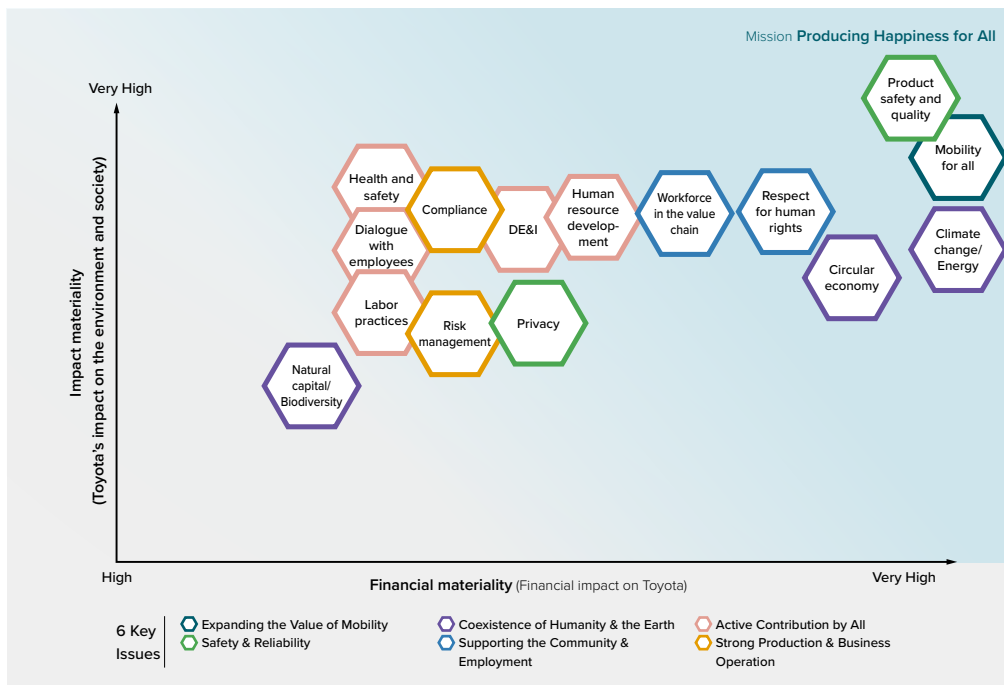 Mission Producing Happiness for All
Very High
Impact materiality
(Toyota's impact on the environment and society)
Product
safety and
quality
Mobility
for all
Health and
safety
Compliance
Dialogue
with
employees
DE&I
Human
resource
develop-
ment
Workforce
in the value
chain
Respect
for human
rights
Climate
change/
Energy
Circular
economy
Labor
practices
Risk
management
Privacy
Natural
capital/
Biodiversity
High
Financial materiality (Financial impact on Toyota)
Very High
6 Key
Issues
Expanding the Value of Mobility
Safety & Reliability
Coexistence of Humanity & the Earth
Supporting the Community &
Employment
Active Contribution by All
Strong Production & Business
Operation